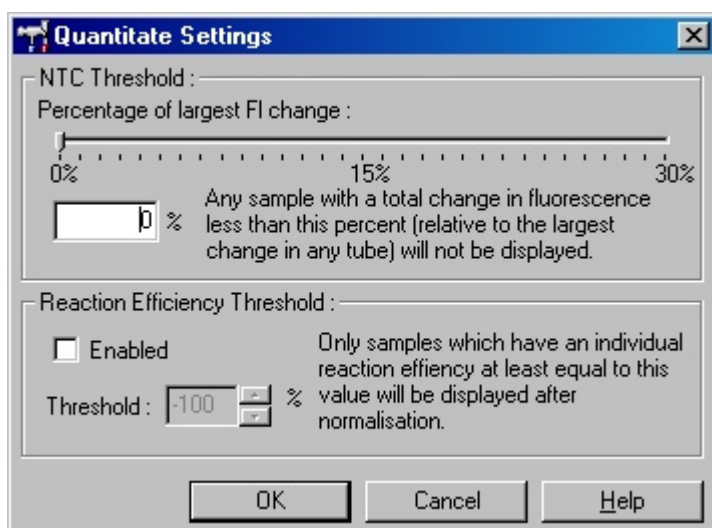 Quantitate Settings
NTC Threshold :
Percentage of largest Fl change :
0% 15% 30%
0 %
Any sample with a total change in fluorescence
less than this percent (relative to the largest
change in any tube) will not be displayed.
Reaction Efficiency Threshold :
Enabled
Threshold : -100 %
Only samples which have an individual
reaction effiency at least equal to this
value will be displayed after
normalisation.
OK Cancel Help